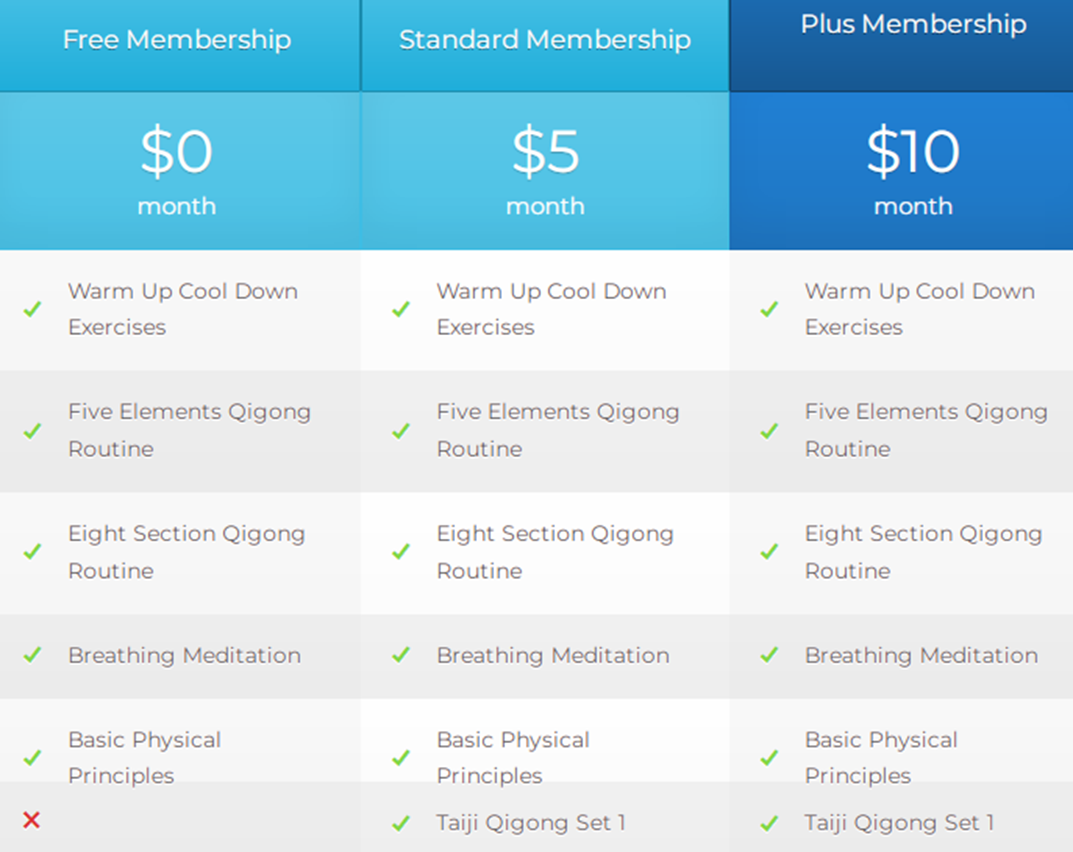 Free Membership
Standard Membership
Plus Membership
$0
month
$5
month
$10
month
Warm Up Cool Down
Exercises
Warm Up Cool Down
Exercises
Warm Up Cool Down
Exercises
Five Elements Qigong
Routine
Five Elements Qigong
Routine
Five Elements Qigong
Routine
Eight Section Qigong
Routine
Eight Section Qigong
Routine
Eight Section Qigong
Routine
Breathing Meditation
Breathing Meditation
Breathing Meditation
Basic Physical
Principles
Basic Physical
Principles
Basic Physical
Principles
Taiji Qigong Set 1
Taiji Qigong Set 1